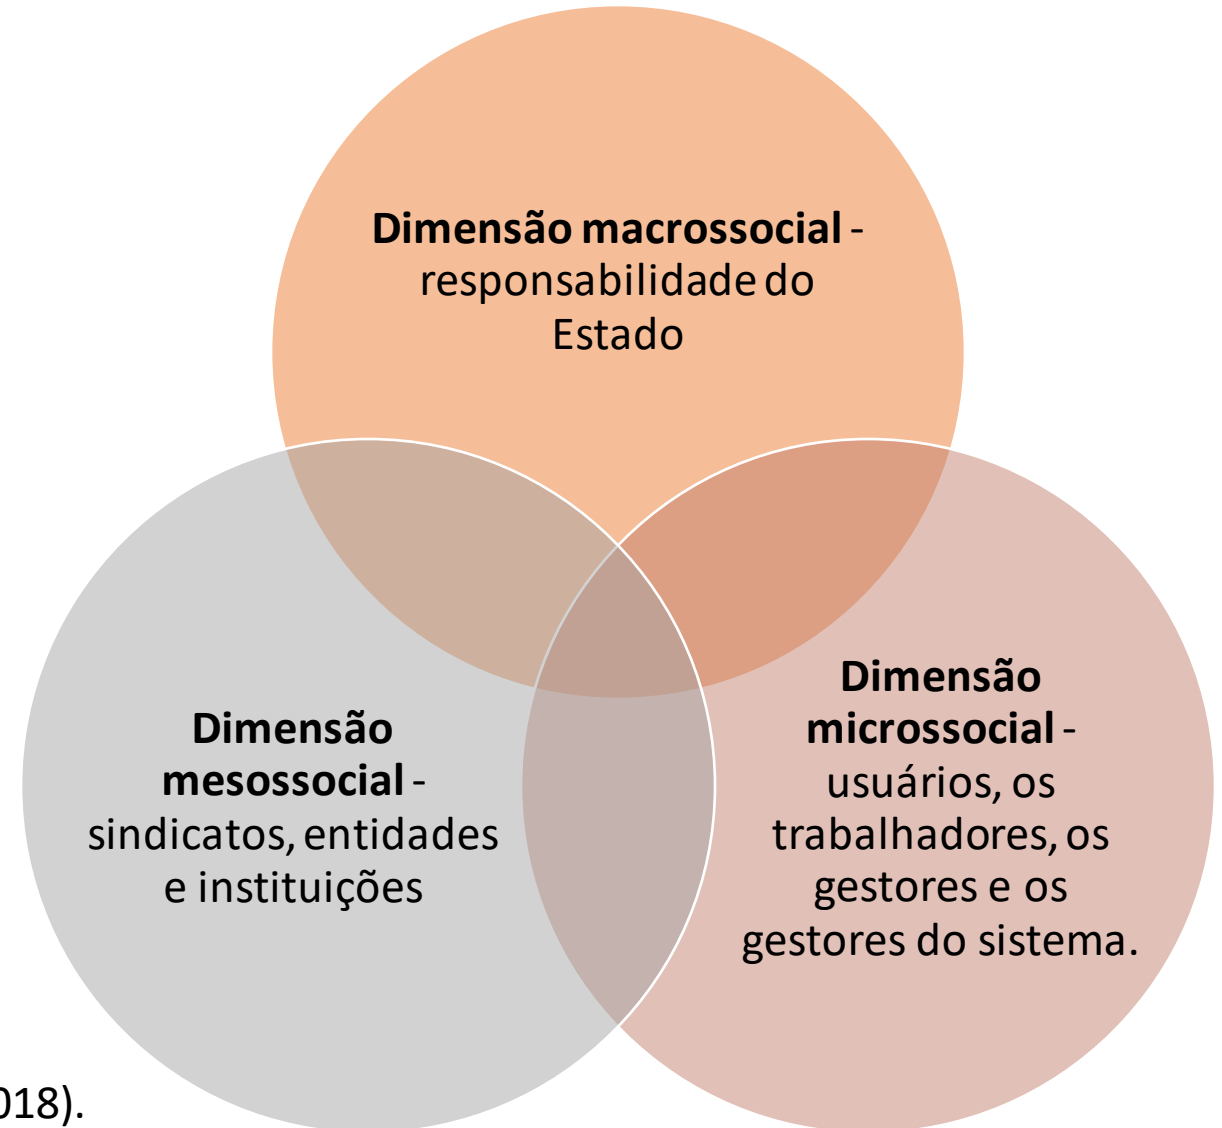 Dimensão macrossocial -
responsabilidade do
Estado
Dimensão
mesossocial -
sindicatos, entidades
e instituições
Dimensão
microssocial -
usuários, os
trabalhadores, os
gestores e os
gestores do sistema.
018).